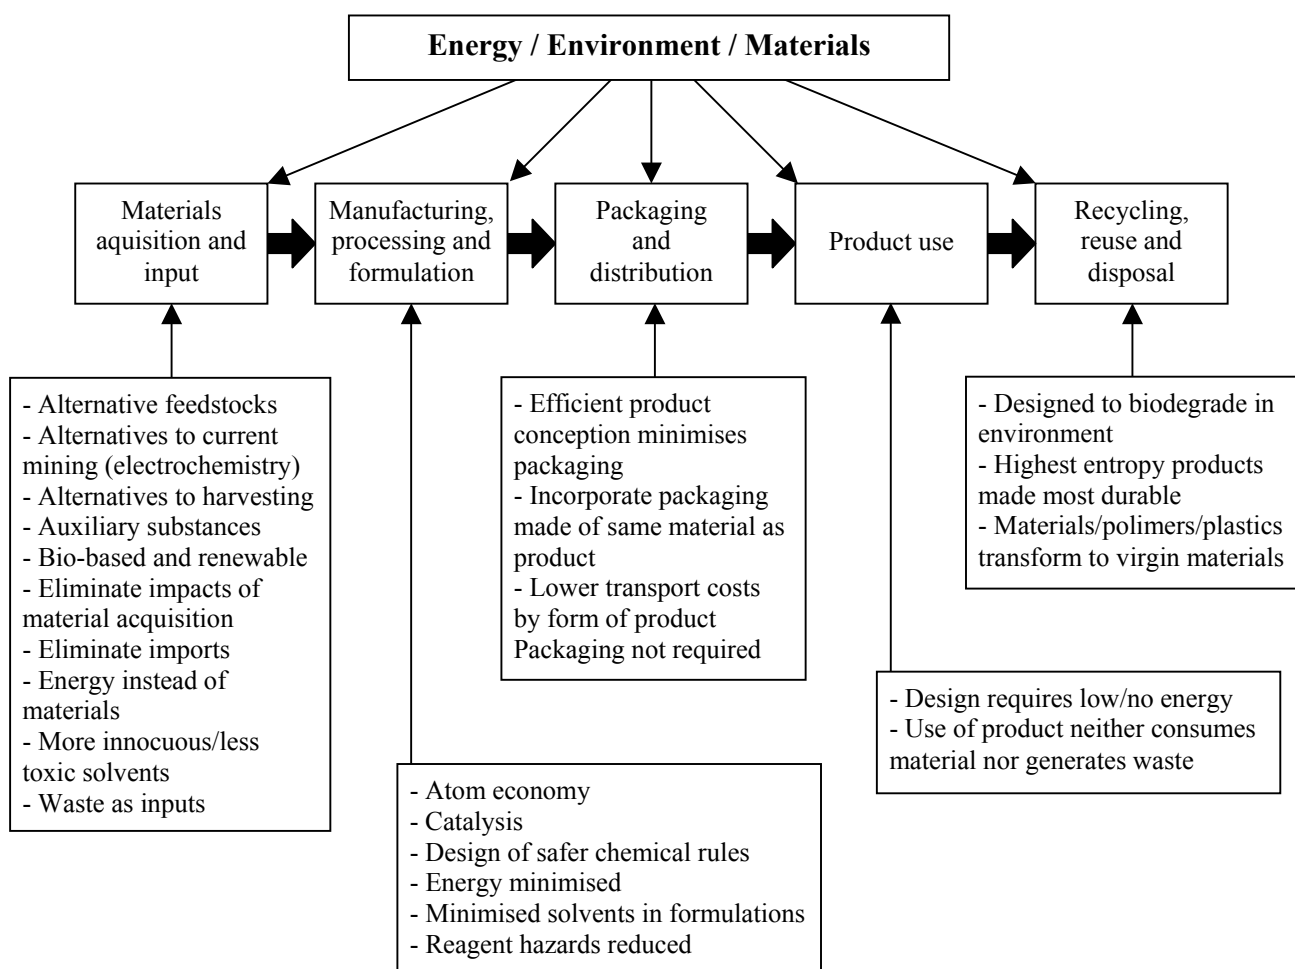 Energy / Environment / Materials
Materials
aquisition and
input
Manufacturing,
processing and
formulation
Packaging
and
distribution
Product use
Recycling,
reuse and
disposal
- Alternative feedstocks
- Alternatives to current
mining (electrochemistry)
- Alternatives to harvesting
- Auxiliary substances
- Bio-based and renewable
- Eliminate impacts of
material acquisition
- Eliminate imports
- Energy instead of
materials
- More innocuous/less
toxic solvents
- Waste as inputs
- Atom economy
- Catalysis
- Design of safer chemical rules
- Energy minimised
- Minimised solvents in formulations
- Reagent hazards reduced
- Efficient product
conception minimises
packaging
- Incorporate packaging
made of same material as
product
- Lower transport costs
by form of product
Packaging not required
- Design requires low/no energy
- Use of product neither consumes
material nor generates waste
- Designed to biodegrade in
environment
- Highest entropy products
made most durable
- Materials/polimers/plastics
transform to virgin materials